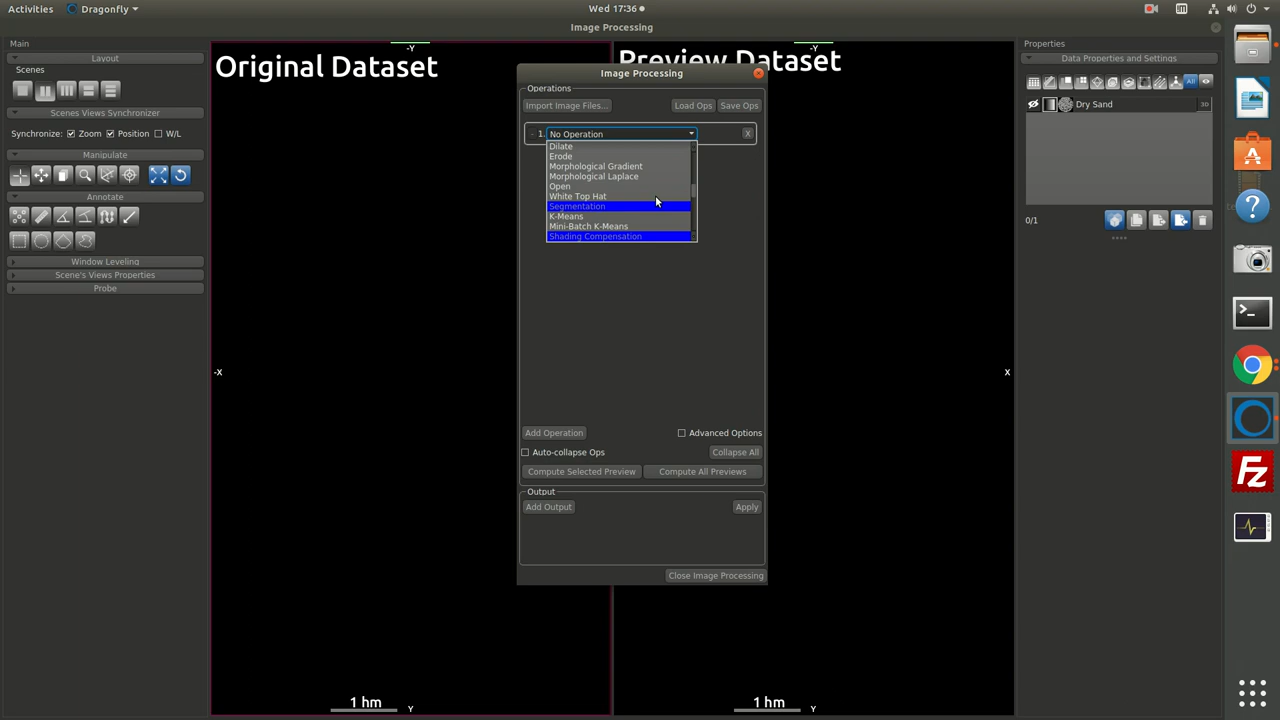 Activities
Dragonfly
Wed 17:36
Image Processing
Main
Layout
Scenes
Scenes Views Synchronizer
Synchronize: Zoom Position W/L
Manipulate
Annotate
Window Leveling
Scene's Views Properties
Probe
-Y
Original Dataset
-X
1 hm
Y
-Y
Preview Dataset
X
1 hm
Y
Image Processing
Operations
Import Image Files...
Load Ops
Save Ops
1. No Operation
X
Dilate
Erode
Morphological Gradient
Morphological Laplace
Open
White Top Hat
Segmentation
K-Means
Mini-Batch K-Means
Shading Compensation
Add Operation
Advanced Options
Auto-collapse Ops
Collapse All
Compute Selected Preview
Compute All Previews
Output
Add Output
Apply
Close Image Processing
Properties
Data Properties and Settings
All
Dry Sand
3D
0/1